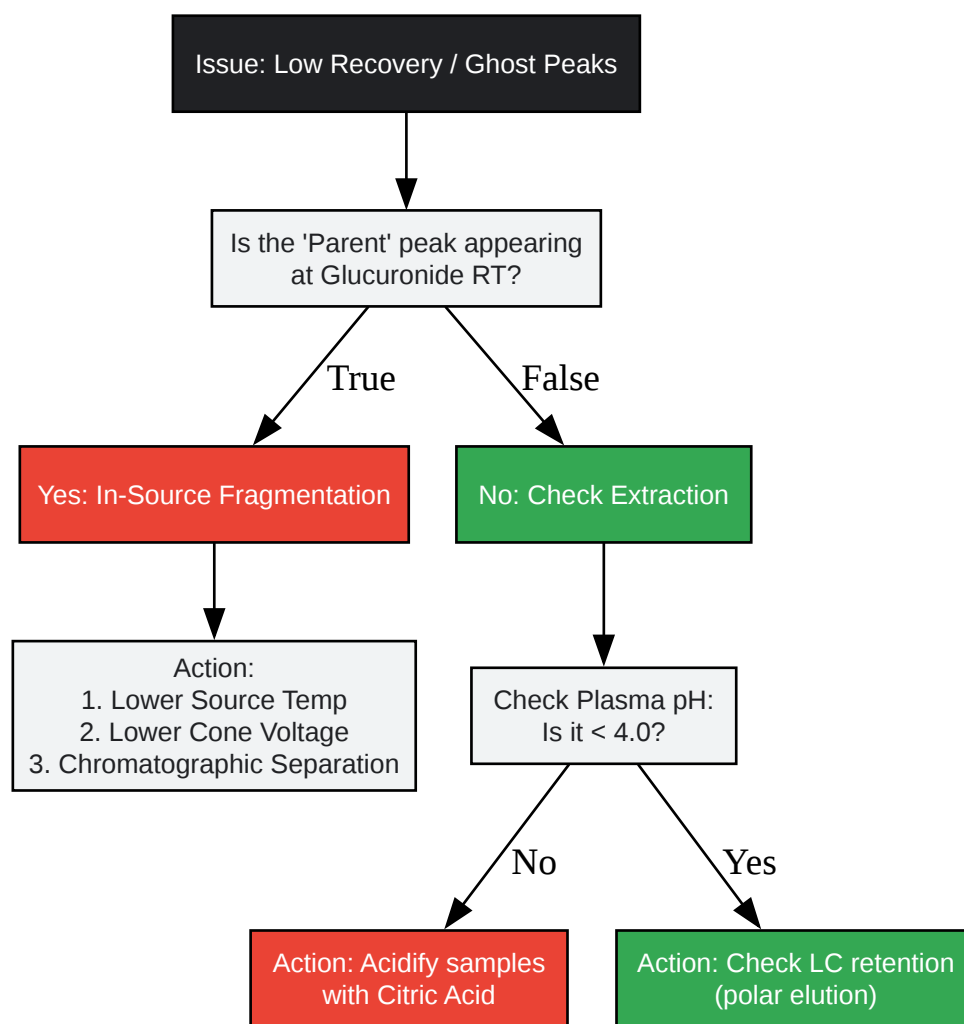 Issue: Low Recovery / Ghost Peaks
Is the 'Parent' peak appearing
at Glucuronide RT?
True
False
Yes: In-Source Fragmentation
No: Check Extraction
Action:
1. Lower Source Temp
2. Lower Cone Voltage
3. Chromatographic Separation
Check Plasma pH:
Is it < 4.0?
No
Yes
Action: Acidify samples
with Citric Acid
Action: Check LC retention
(polar elution)